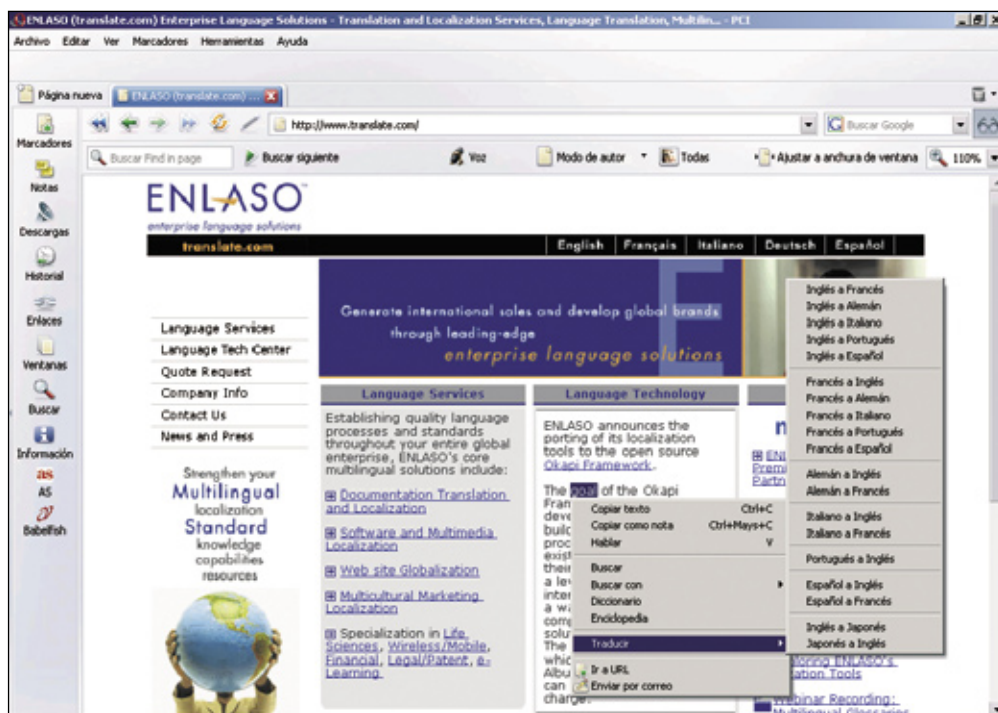 ENLASO (translate.com) Enterprise Language Solutions - Translation and Localization Services, Language Translation, Multilin... - PCI
Archivo Editar Ver Marcadores Herramientas Ayuda
Página nueva ENLASO (translate.com) ...
http://www.translate.com/ Buscar Google
Buscar Find in page Buscar siguiente Voz Modo de autor Todas Ajustar a anchura de ventana 110%
Marcadores
Notas
Descargas
Historial
Enlaces
Ventanas
Buscar
Información
as
AS
Babelfish
ENLASO™
enterprise language solutions
translate.com English Français Italiano Deutsch Español
Generate international sales and develop global brands
through leading-edge
enterprise language solutions
Language Services
Language Tech Center
Quote Request
Company Info
Contact Us
News and Press
Strengthen your
Multilingual
localization
Standard
knowledge
capabilities
resources
Language Services
Establishing quality language
processes and standards
throughout your entire global
enterprise, ENLASO's core
multilingual solutions include:
Documentation Translation
and Localization
Software and Multimedia
Localization
Web site Globalization
Multicultural Marketing
Localization
Specialization in Life
Sciences, Wireless/Mobile,
Financial, Legal/Patent, e-
Learning.
Language Technology
ENLASO announces the
porting of its localization
tools to the open source
Okapi Framework.
The goal of the Okapi
Copiar texto Ctrl+C
Copiar como nota Ctrl+Mays+C
Hablar V
Buscar
Buscar con
Diccionario
Enciclopedia
Traducir
Ir a URL
Enviar por correo
charge.
Inglés a Francés
Inglés a Alemán
Inglés a Italiano
Inglés a Portugués
Inglés a Español
Francés a Inglés
Francés a Alemán
Francés a Italiano
Francés a Portugués
Francés a Español
Alemán a Inglés
Alemán a Francés
Italiano a Inglés
Italiano a Francés
Portugués a Inglés
Español a Inglés
Español a Francés
Inglés a Japonés
Japonés a Inglés
ENLASO's
Tools
Webinar Recording:
Multilingual Glossaries